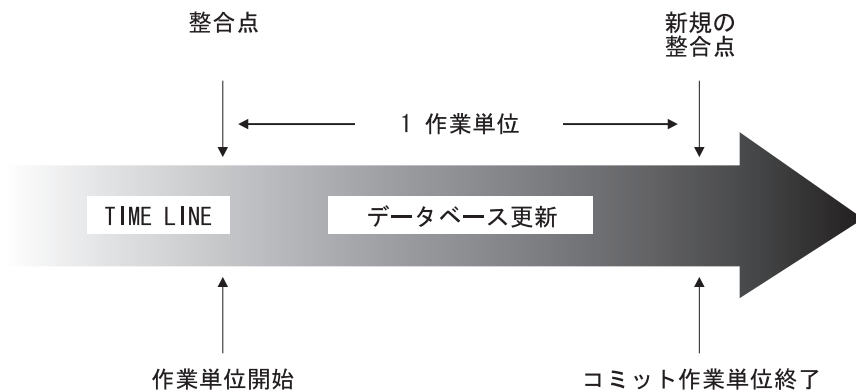 整合点
新規の
整合点
1 作業単位
TIME LINE
データベース更新
作業単位開始
コミット作業単位終了